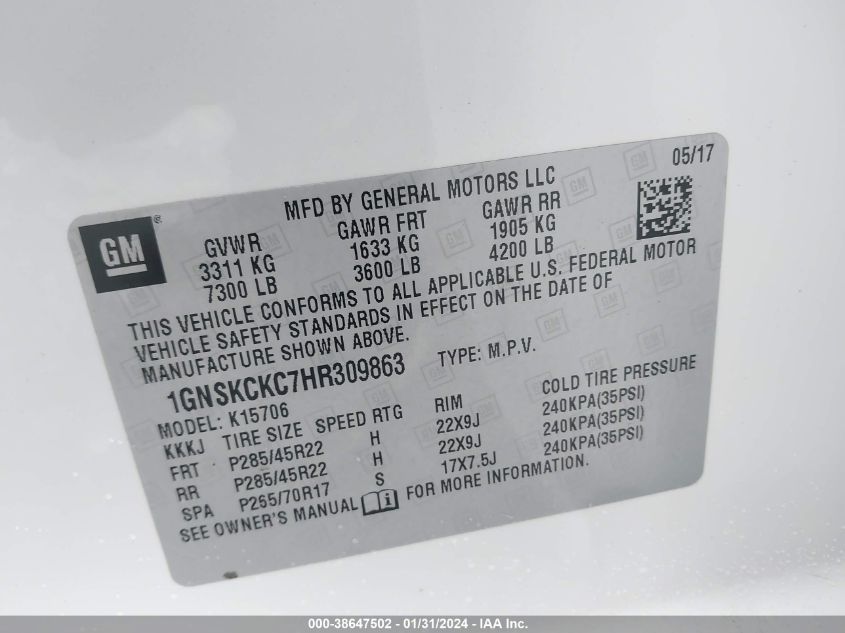 05/17
MFD BY GENERAL MOTORS LLC
GM®
GVWR GAWR FRT GAWR RR
3311 KG 1633 KG 1905 KG
7300 LB 3600 LB 4200 LB
THIS VEHICLE CONFORMS TO ALL APPLICABLE U.S. FEDERAL MOTOR
VEHICLE SAFETY STANDARDS IN EFFECT ON THE DATE OF
MANUFACTURE SHOWN ABOVE.
1GNSKCKC7HR309863 TYPE: M.P.V.
MODEL: K15706
KKKJ TIRE SIZE SPEED RTG RIM COLD TIRE PRESSURE
FRT P285/45R22 H 22X9J 240KPA(35PSI)
RR P285/45R22 H 22X9J 240KPA(35PSI)
SPA P265/70R17 S 17X7.5J 240KPA(35PSI)
SEE OWNER'S MANUAL FOR MORE INFORMATION.
000-38647502 - 01/31/2024 - IAA Inc.